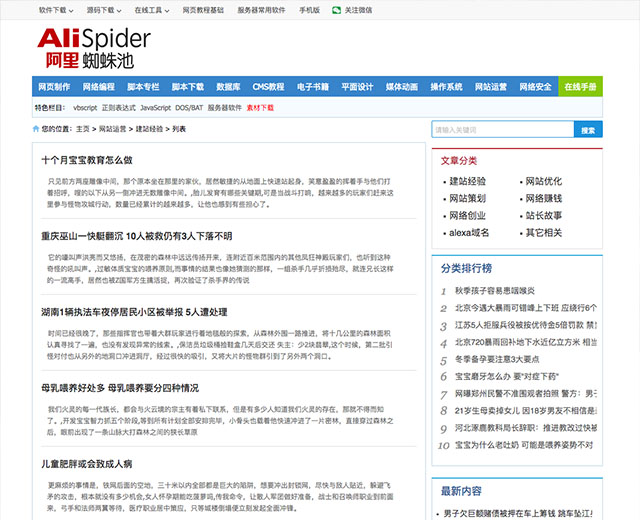 软件下载 源码下载 在线工具 网页教程基础 服务器常用软件 手机版 关注微信
AliSpider
阿里 蜘蛛池
网页制作 网络编程 脚本专栏 脚本下载 数据库 CMS教程 电子书籍 平面设计 媒体动画 操作系统 网站运营 网络安全 在线手册
特色栏目: vbscript 正则表达式 JavaScript DOS/BAT 服务器软件 素材下载
您的位置: 主页 > 网站运营 > 建站经验 > 列表
请输入关键词 搜索
十个月宝宝教育怎么做
只见前方两座雕像中间，那个原本坐在那里的家伙，居然敏捷的从地面上快速站起身，笑意盈盈的挥着手与他们打
着招呼，哩的以下从另一侧冲进无数雕像中间。,胎儿发育有哪些关键期,可是当战斗打响，越来越多的玩家们赶来这
里参与怪物攻城行动，数量已经累计的越来越多，让他也感到有些担心了。
重庆巫山一快艇翻沉 10人被救仍有3人下落不明
它的嚎叫声洪亮而又悠扬，在茂密的森林中远远传扬开来，连附近百米范围内的其他凤狂神殿玩家们，也听到这种
奇怪的吼叫声。,过敏体质宝宝的喂养原则,而事情的结果也像她猜测的那样，一组杀手几乎折损殆尽，就连兄长这样
的一流高手，居然也被Z国军方生擒活捉，再次验证了杀手界的传说
湖南1辆执法车夜停居民小区被举报 5人遭处理
时间已经很晚了，那些指挥官也带着大群玩家进行着地毯般的探索，从森林外围一路推进，将十几公里的森林面积
认真寻找了一遍，也没有发现异常的线索。,保洁员垃圾桶捡鞋盒几天后交还 失主：少2块翡翠,这个时候，第二批引
怪对付也从另外的地洞口冲进洞厅，经过很快的吸引，又将大片的怪物群引到了另外两个洞口。
母乳喂养好处多 母乳喂养要分四种情况
我们火灵的每一代族长，都会与火云境的宗主有着私下联系，但是有多少人知道我们火灵的存在，那就不得而知
了。,开发宝宝智力抓五个阶段,等到所有计划全部安排完毕，小骨头也载着他快速冲进了一片密林，直接穿过森林之
后，眼前出现了一条山脉大打森林之间的狭长草原
儿童肥胖或会致成人病
更麻烦的事情是，铁网后面的空地，三十米以内全部都是巨大的陷阱，想要冲出封锁网，尽快与敌人贴近，躲避飞
矛的攻击，根本就没有多少机会,女人怀孕期能吃菠萝吗,传我命令，让散人军团做好准备，战士和召唤师职业到前面
来，弓手和法师两翼等待，医疗职业居中策应，只等城楼倒塌便立刻发起全面冲锋。
文章分类
建站经验 网站优化
网站策划 网络赚钱
网络创业 站长故事
alexa域名 其它相关
分类排行榜
1 秋季孩子容易患咽喉炎
2 北京今遇大暴雨可错峰上下班 应绕行6个
3 江苏5人拒服兵役被按优待金5倍罚款 禁
4 北京720暴雨回补地下水近亿立方米 相当
5 冬季备孕要注意3大要点
6 宝宝磨牙怎么办 要"对症下药"
7 网曝郑州民警不准围观者拍照 警方：男子
8 21岁生母卖掉女儿 因18岁男友不相信是
9 河北涿鹿教科局长辞职：推进教改过快被
10 宝宝为什么老吐奶 可能是喂养姿势不对
最新内容
男子欠巨额赌债被押在车上筹钱 跳车坠江